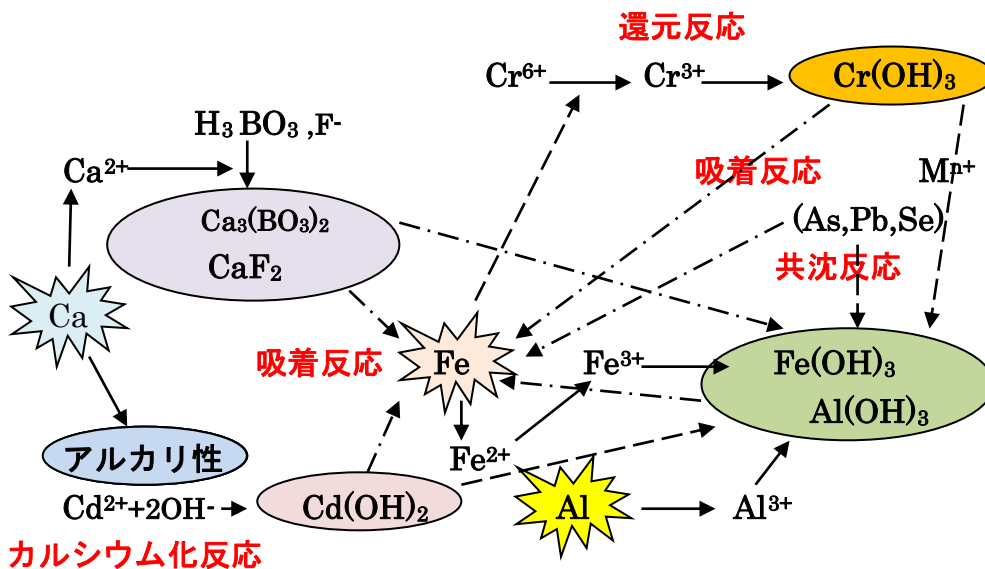 還元反応
Cr⁶⁺
Cr³⁺
Cr(OH)₃
H₃BO₃ ,F⁻
Ca²⁺
吸着反応
Mⁿ⁺
Ca₃(BO₃)₂
CaF₂
(As,Pb,Se)
共沈反応
Ca
吸着反応
Fe
Fe³⁺
Fe(OH)₃
Al(OH)₃
アルカリ性
Fe²⁺
Cd²⁺+2OH⁻
Cd(OH)₂
Al
Al³⁺
カルシウム化反応